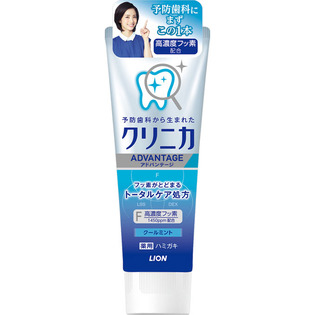 予防歯科に
まず
この1本
高濃度フッ素
配合
予防歯科から生まれた
クリニカ
ADVANTAGE
アドバンテージ
F
フッ素がとどまる
トータルケア処方
LSS DEX
F 高濃度フッ素
1450ppm配合
クールミント
薬用 ハミガキ
LION